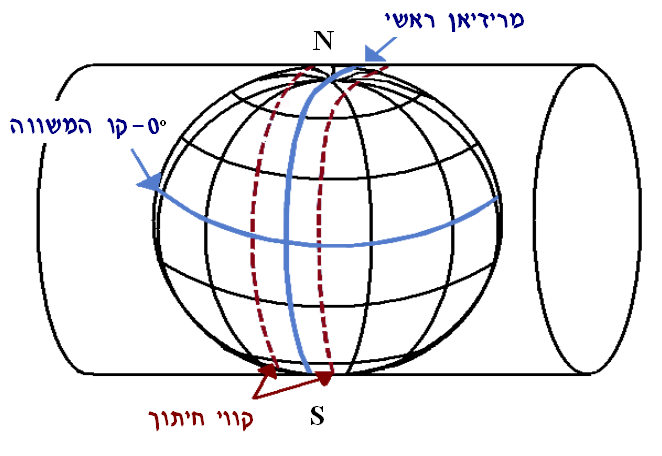 מרידיאן ראשי
N
0° - קו המשווה
קווי חיתוך
S